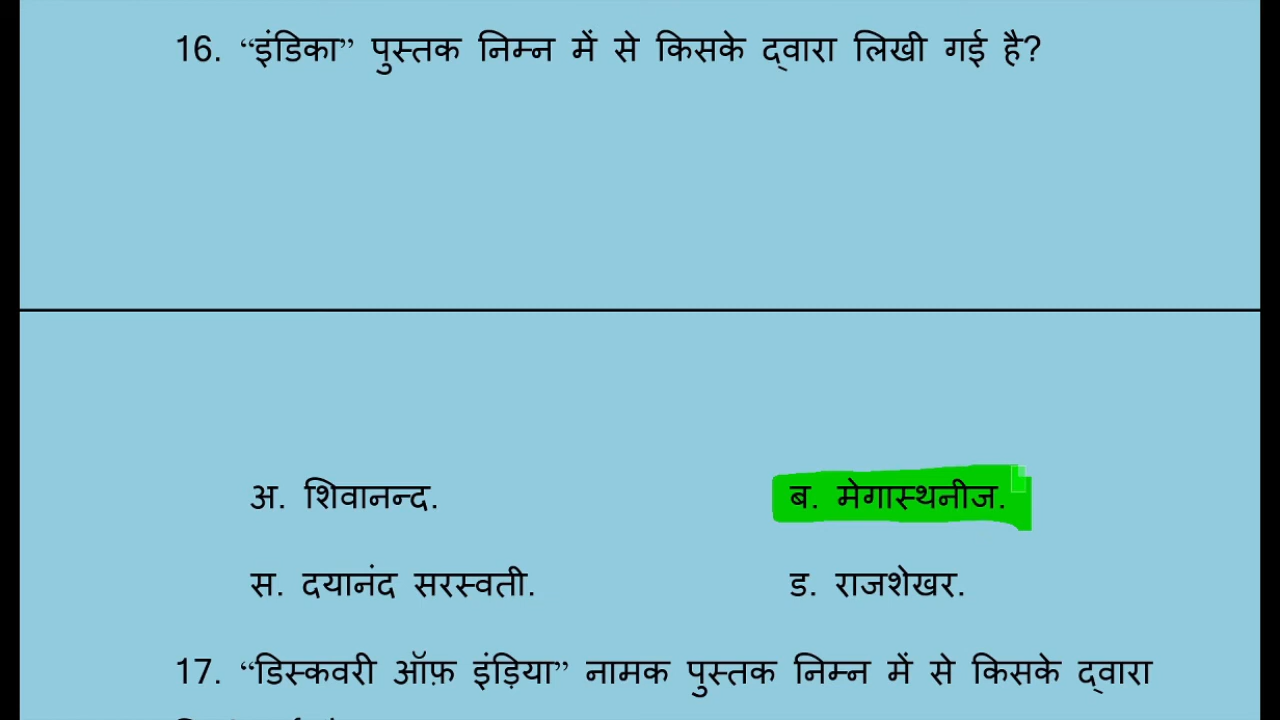 16. “इंडिका” पुस्तक निम्न में से किसके द्वारा लिखी गई है?
अ. शिवानन्द.
ब. मेगास्थनीज.
स. दयानंद सरस्वती.
ड. राजशेखर.
17. “डिस्कवरी ऑफ़ इंड़िया” नामक पुस्तक निम्न में से किसके द्वारा